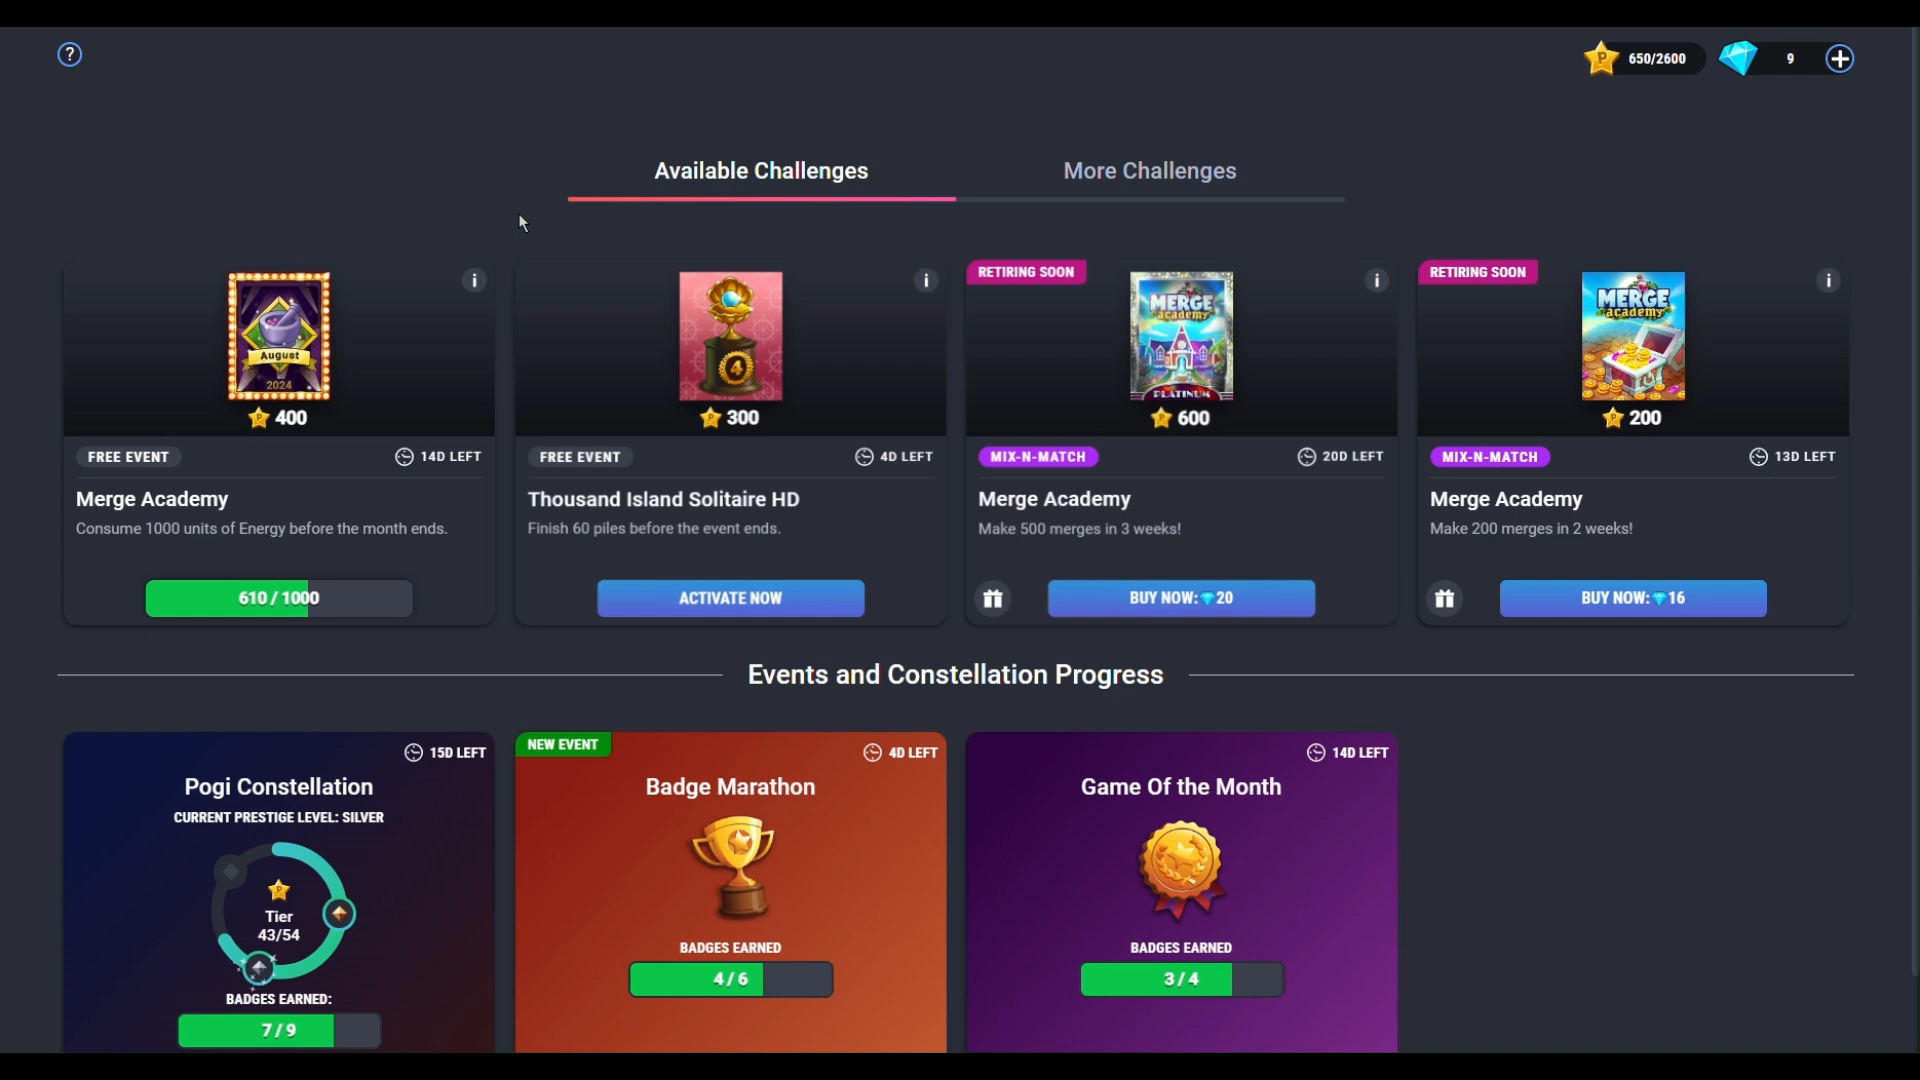 ?
650/2600
9
Available Challenges
More Challenges
August
2024
400
FREE EVENT
14D LEFT
Merge Academy
Consume 1000 units of Energy before the month ends.
610 / 1000
4
300
FREE EVENT
4D LEFT
Thousand Island Solitaire HD
Finish 60 piles before the event ends.
ACTIVATE NOW
RETIRING SOON
MERGE
academy
PLATINUM
600
MIX-N-MATCH
20D LEFT
Merge Academy
Make 500 merges in 3 weeks!
BUY NOW: 20
RETIRING SOON
MERGE
academy
200
MIX-N-MATCH
13D LEFT
Merge Academy
Make 200 merges in 2 weeks!
BUY NOW: 16
Events and Constellation Progress
15D LEFT
Pogi Constellation
CURRENT PRESTIGE LEVEL: SILVER
Tier
43/54
BADGES EARNED:
7 / 9
NEW EVENT
4D LEFT
Badge Marathon
BADGES EARNED
4 / 6
14D LEFT
Game Of the Month
BADGES EARNED
3 / 4